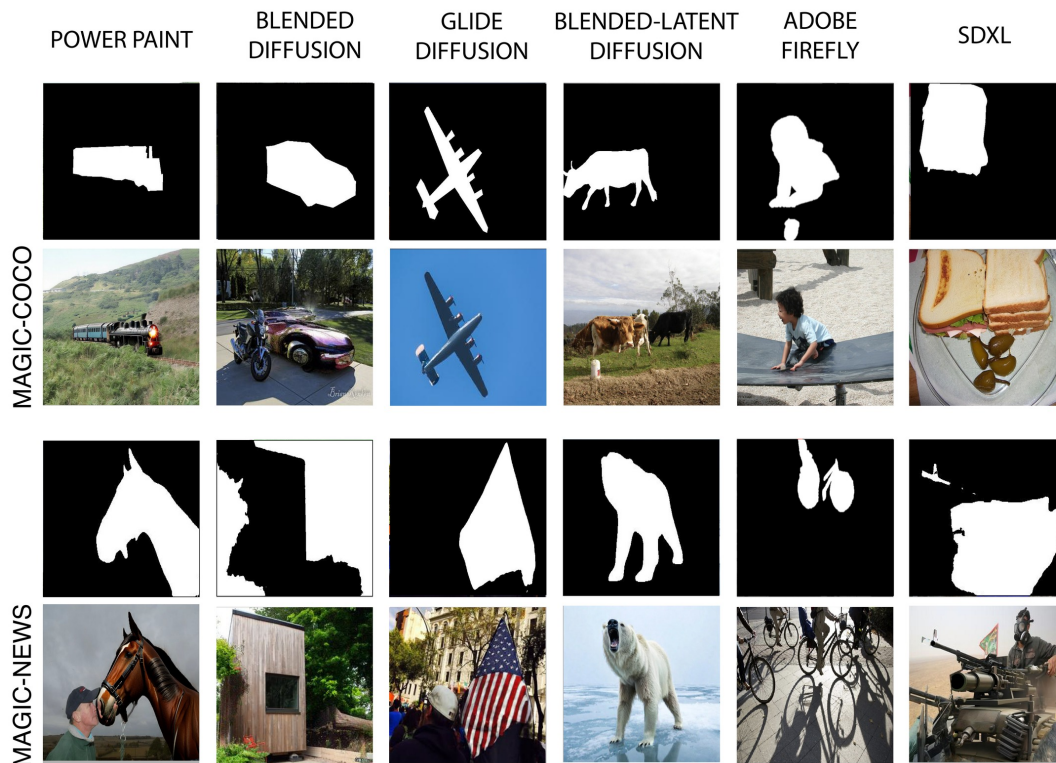 POWER PAINT
BLENDED
DIFFUSION
GLIDE
DIFFUSION
BLENDED-LATENT
DIFFUSION
ADOBE
FIREFLY
SDXL
MAGIC-COCO
MAGIC-NEWS